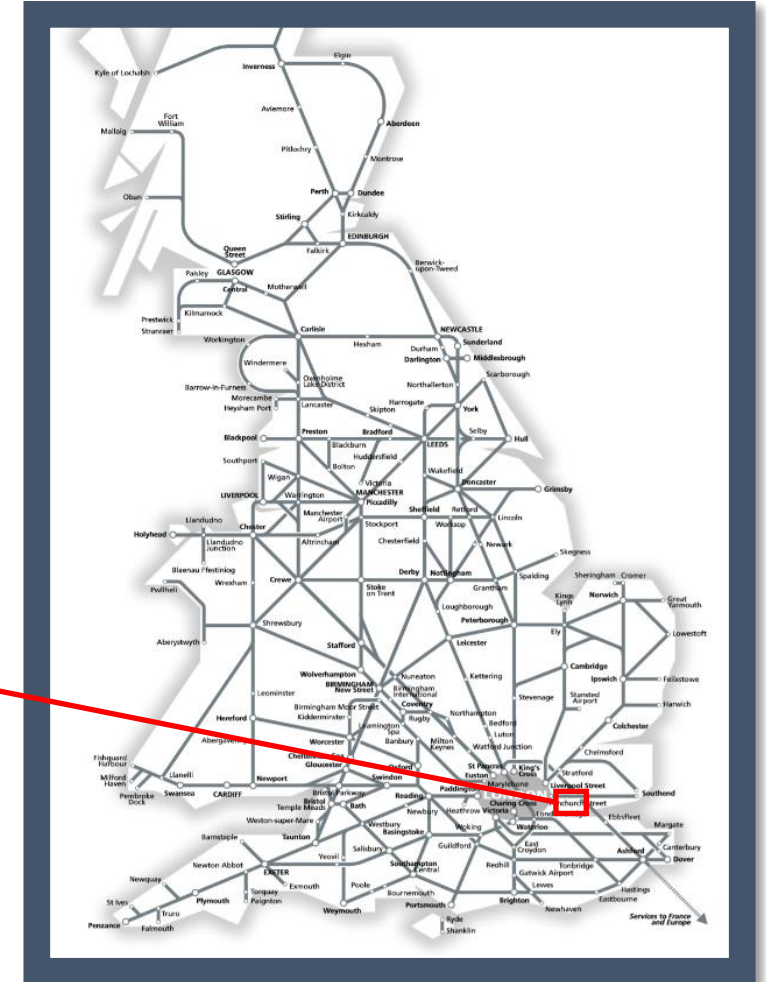 Elgin
Inverness
Kyle of Lochalsh
Aviemore
Fort
William
Mallaig
Aberdeen
Pitlochry
Montrose
Perth
Dundee
Oban
Stirling
Kirkcaldy
EDINBURGH
Queen
Street
Falkirk
Berwick-
upon-Tweed
Paisley
GLASGOW
Central
Motherwell
Prestwick
Kilmarnock
Stranraer
Carlisle
NEWCASTLE
Workington
Hexham
Durham
Sunderland
Darlington
Middlesbrough
Windermere
Scarborough
Oxenholme
Lake District
Barrow-in-Furness
Northallerton
Morecambe
Lancaster
Harrogate
Heysham Port
Skipton
York
Blackpool
Preston
Bradford
Selby
Hull
Blackburn
LEEDS
Huddersfield
Southport
Bolton
Wakefield
Wigan
Victoria
Doncaster
LIVERPOOL
Warrington
MANCHESTER
Piccadilly
Grimsby
Manchester
Airport
Sheffield
Retford
Lincoln
Llandudno
Chester
Stockport
Worksop
Holyhead
Llandudno
Junction
Altrincham
Chesterfield
Newark
Skegness
Blaenau Ffestiniog
Wrexham
Crewe
Derby
Nottingham
Spalding
Sheringham
Cromer
Pwllheli
Stoke
on Trent
Grantham
Kings
Lynn
Norwich
Great
Yarmouth
Loughborough
Shrewsbury
Peterborough
Ely
Lowestoft
Aberystwyth
Stafford
Leicester
Wolverhampton
Nuneaton
Kettering
Cambridge
BIRMINGHAM
New Street
Birmingham
International
Ipswich
Felixstowe
Leominster
Coventry
Stevenage
Stansted
Airport
Harwich
Birmingham Moor Street
Kidderminster
Rugby
Northampton
Hereford
Leamington
Spa
Bedford
Colchester
Abergavenny
Worcester
Banbury
Milton
Keynes
Luton
Watford Junction
Chelmsford
Fishguard
Harbour
Gloucester
Oxford
St Pancras
King's
Cross
Llanelli
Euston
Stratford
Milford
Haven
Newport
Swindon
Marylebone
Liverpool Street
Pembroke
Dock
Swansea
CARDIFF
Bristol Parkway
Reading
Paddington
Southend
Bristol
Temple Meads
Bath
Newbury
Heathrow
Victoria
Charing Cross
Ebbsfleet
Weston-super-Mare
Westbury
Woking
Waterloo
Margate
Barnstaple
Taunton
Basingstoke
East
Croydon
Canterbury
Yeovil
Salisbury
Guildford
Tonbridge
Ashford
Dover
Newton Abbot
Southampton
Central
Redhill
Gatwick Airport
EXETER
Newquay
Exmouth
Poole
Lewes
Hastings
St Ives
Torquay
Paignton
Bournemouth
Eastbourne
Plymouth
Weymouth
Portsmouth
Brighton
Newhaven
Truro
Penzance
Falmouth
Ryde
Shanklin
Services to France
and Europe